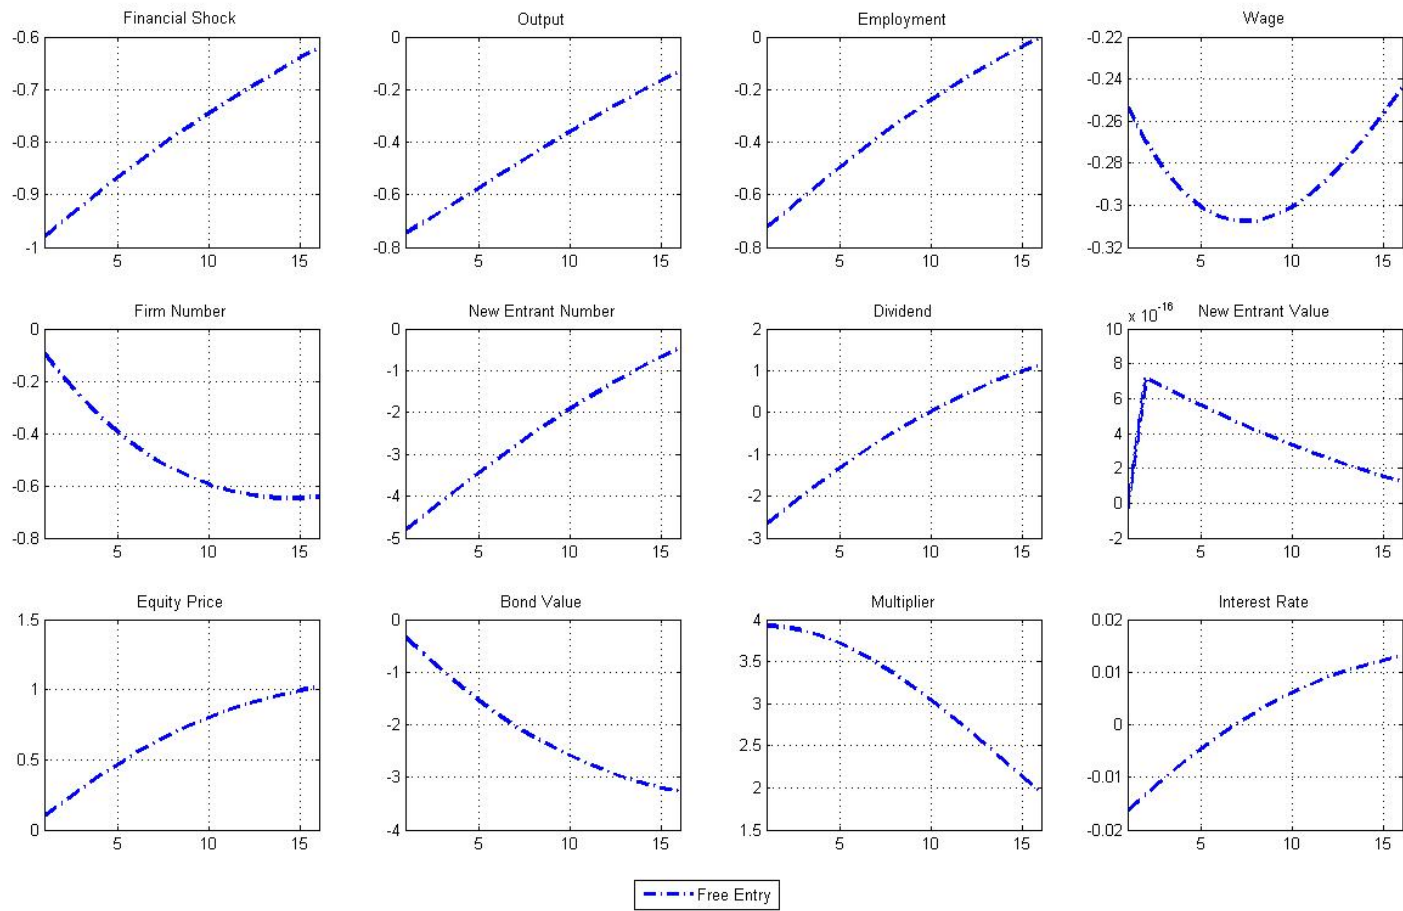 Financial Shock
-0.6
-0.7
-0.8
-0.9
-1
5 10 15
Output
0
-0.2
-0.4
-0.6
-0.8
5 10 15
Employment
0
-0.2
-0.4
-0.6
-0.8
5 10 15
Wage
-0.22
-0.24
-0.26
-0.28
-0.3
-0.32
5 10 15
Firm Number
0
-0.2
-0.4
-0.6
-0.8
5 10 15
New Entrant Number
0
-1
-2
-3
-4
-5
5 10 15
Dividend
2
1
0
-1
-2
-3
5 10 15
x 10^-16 New Entrant Value
10
8
6
4
2
0
-2
5 10 15
Equity Price
1.5
1
0.5
0
5 10 15
Bond Value
0
-1
-2
-3
-4
5 10 15
Multiplier
4
3.5
3
2.5
2
1.5
5 10 15
Interest Rate
0.02
0.01
0
-0.01
-0.02
5 10 15
Free Entry